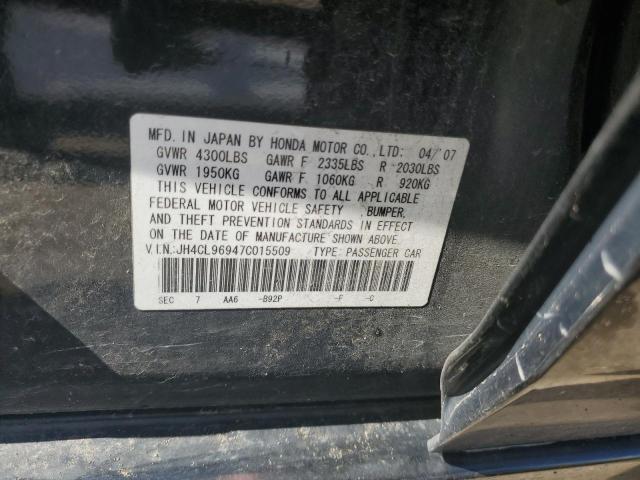 MFD. IN JAPAN BY HONDA MOTOR CO., LTD: 04/'07
GVWR 4300LBS GAWR F 2335LBS R 2030LBS
GVWR 1950KG GAWR F 1060KG R 920KG
THIS VEHICLE CONFORMS TO ALL APPLICABLE
FEDERAL MOTOR VEHICLE SAFETY , BUMPER,
AND THEFT PREVENTION STANDARDS IN EFFECT
ON THE DATE OF MANUFACTURE SHOWN ABOVE.
V.I.N.:JH4CL96947C015509 TYPE: PASSENGER CAR
SEC 7 AA6 -B92P -F -C